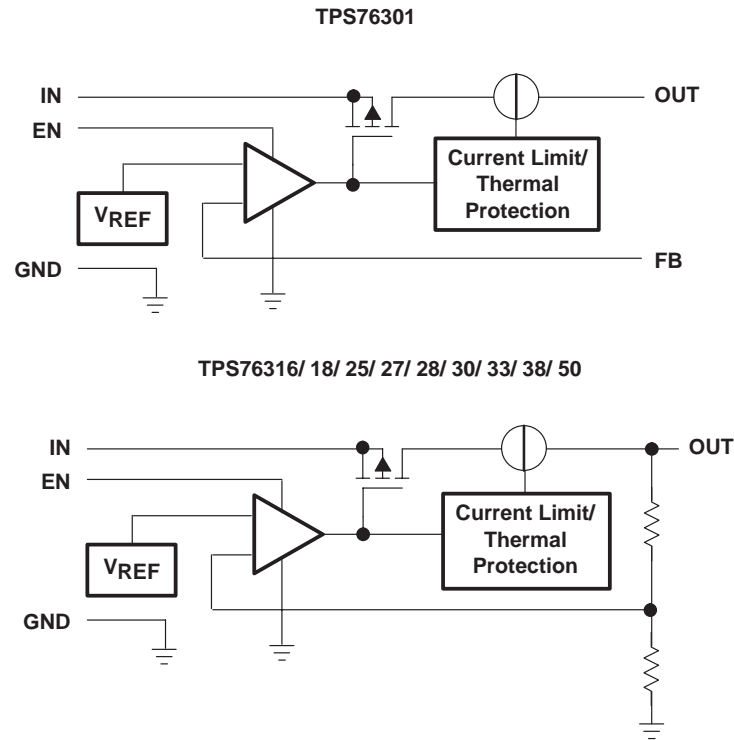 TPS76301
IN
OUT
EN
Current Limit/
Thermal
Protection
VREF
FB
GND
TPS76316/ 18/ 25/ 27/ 28/ 30/ 33/ 38/ 50
IN
OUT
EN
Current Limit/
Thermal
Protection
VREF
GND